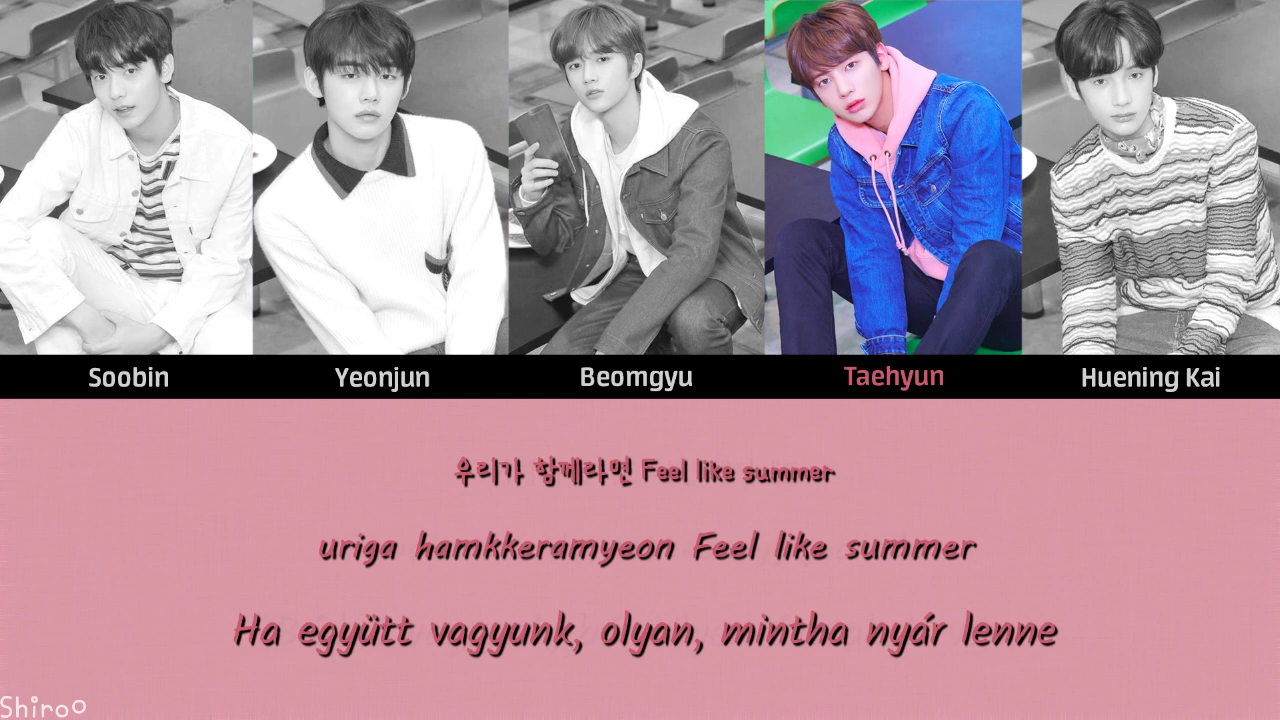 Soobin Yeonjun Beomgyu Taehyun Huening Kai
우리가 함께라면 Feel like summer
uriga hamkkeramyeon Feel like summer
Ha együtt vagyunk, olyan, mintha nyár lenne
Shiroo